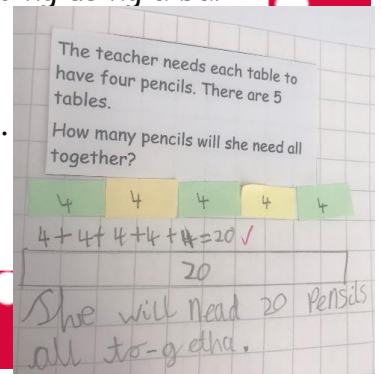 The teacher needs each table to
have four pencils. There are 5
tables.
How many pencils will she need all
together?
4 4 4 4 4
4+4+4+4+4=20 ✓
20
She will nead 20 Pensils
all to-getha.